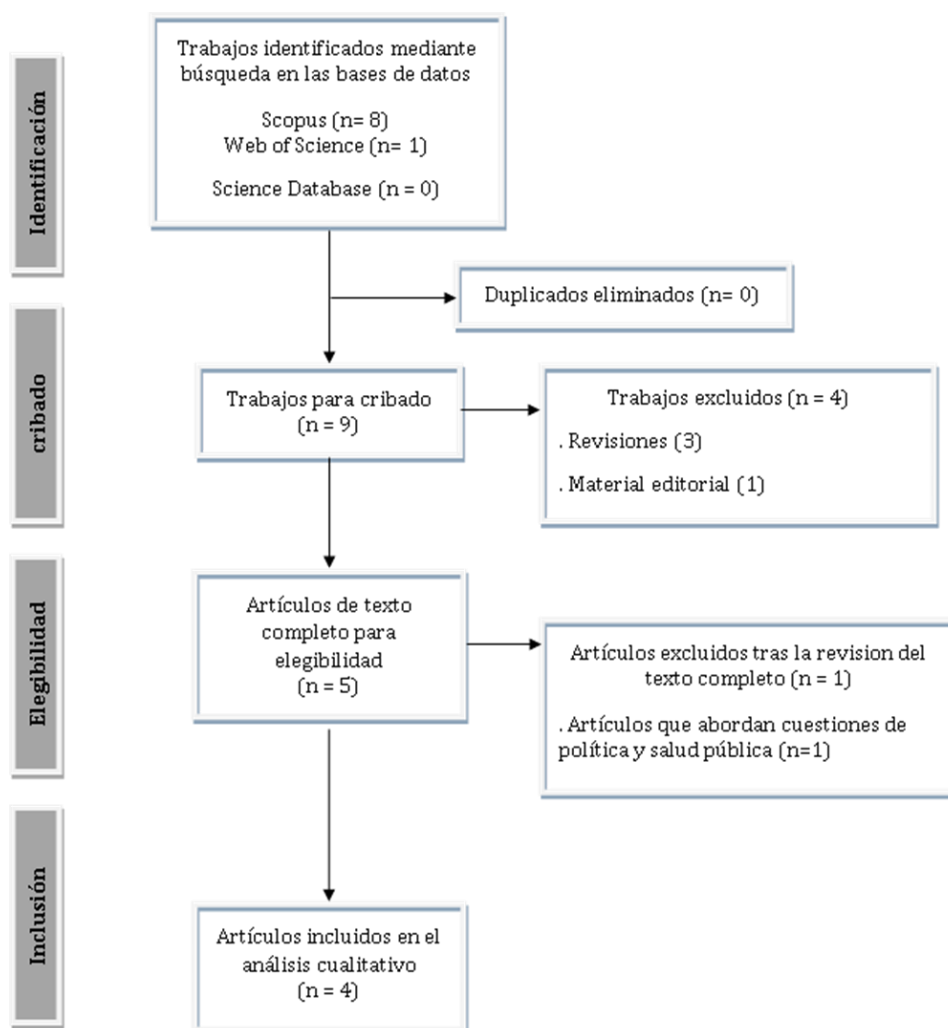 Identificación
Trabajos identificados mediante
búsqueda en las bases de datos
Scopus (n= 8)
Web of Science (n= 1)
Science Database (n = 0)
Duplicados eliminados (n= 0)
cribado
Trabajos para cribado
(n = 9)
Trabajos excluidos (n = 4)
. Revisiones (3)
. Material editorial (1)
Elegibilidad
Artículos de texto
completo para
elegibilidad
(n = 5)
Artículos excluidos tras la revision del
texto completo (n = 1)
. Artículos que abordan cuestiones de
política y salud pública (n=1)
Inclusión
Artículos incluidos en el
análisis cualitativo
(n = 4)